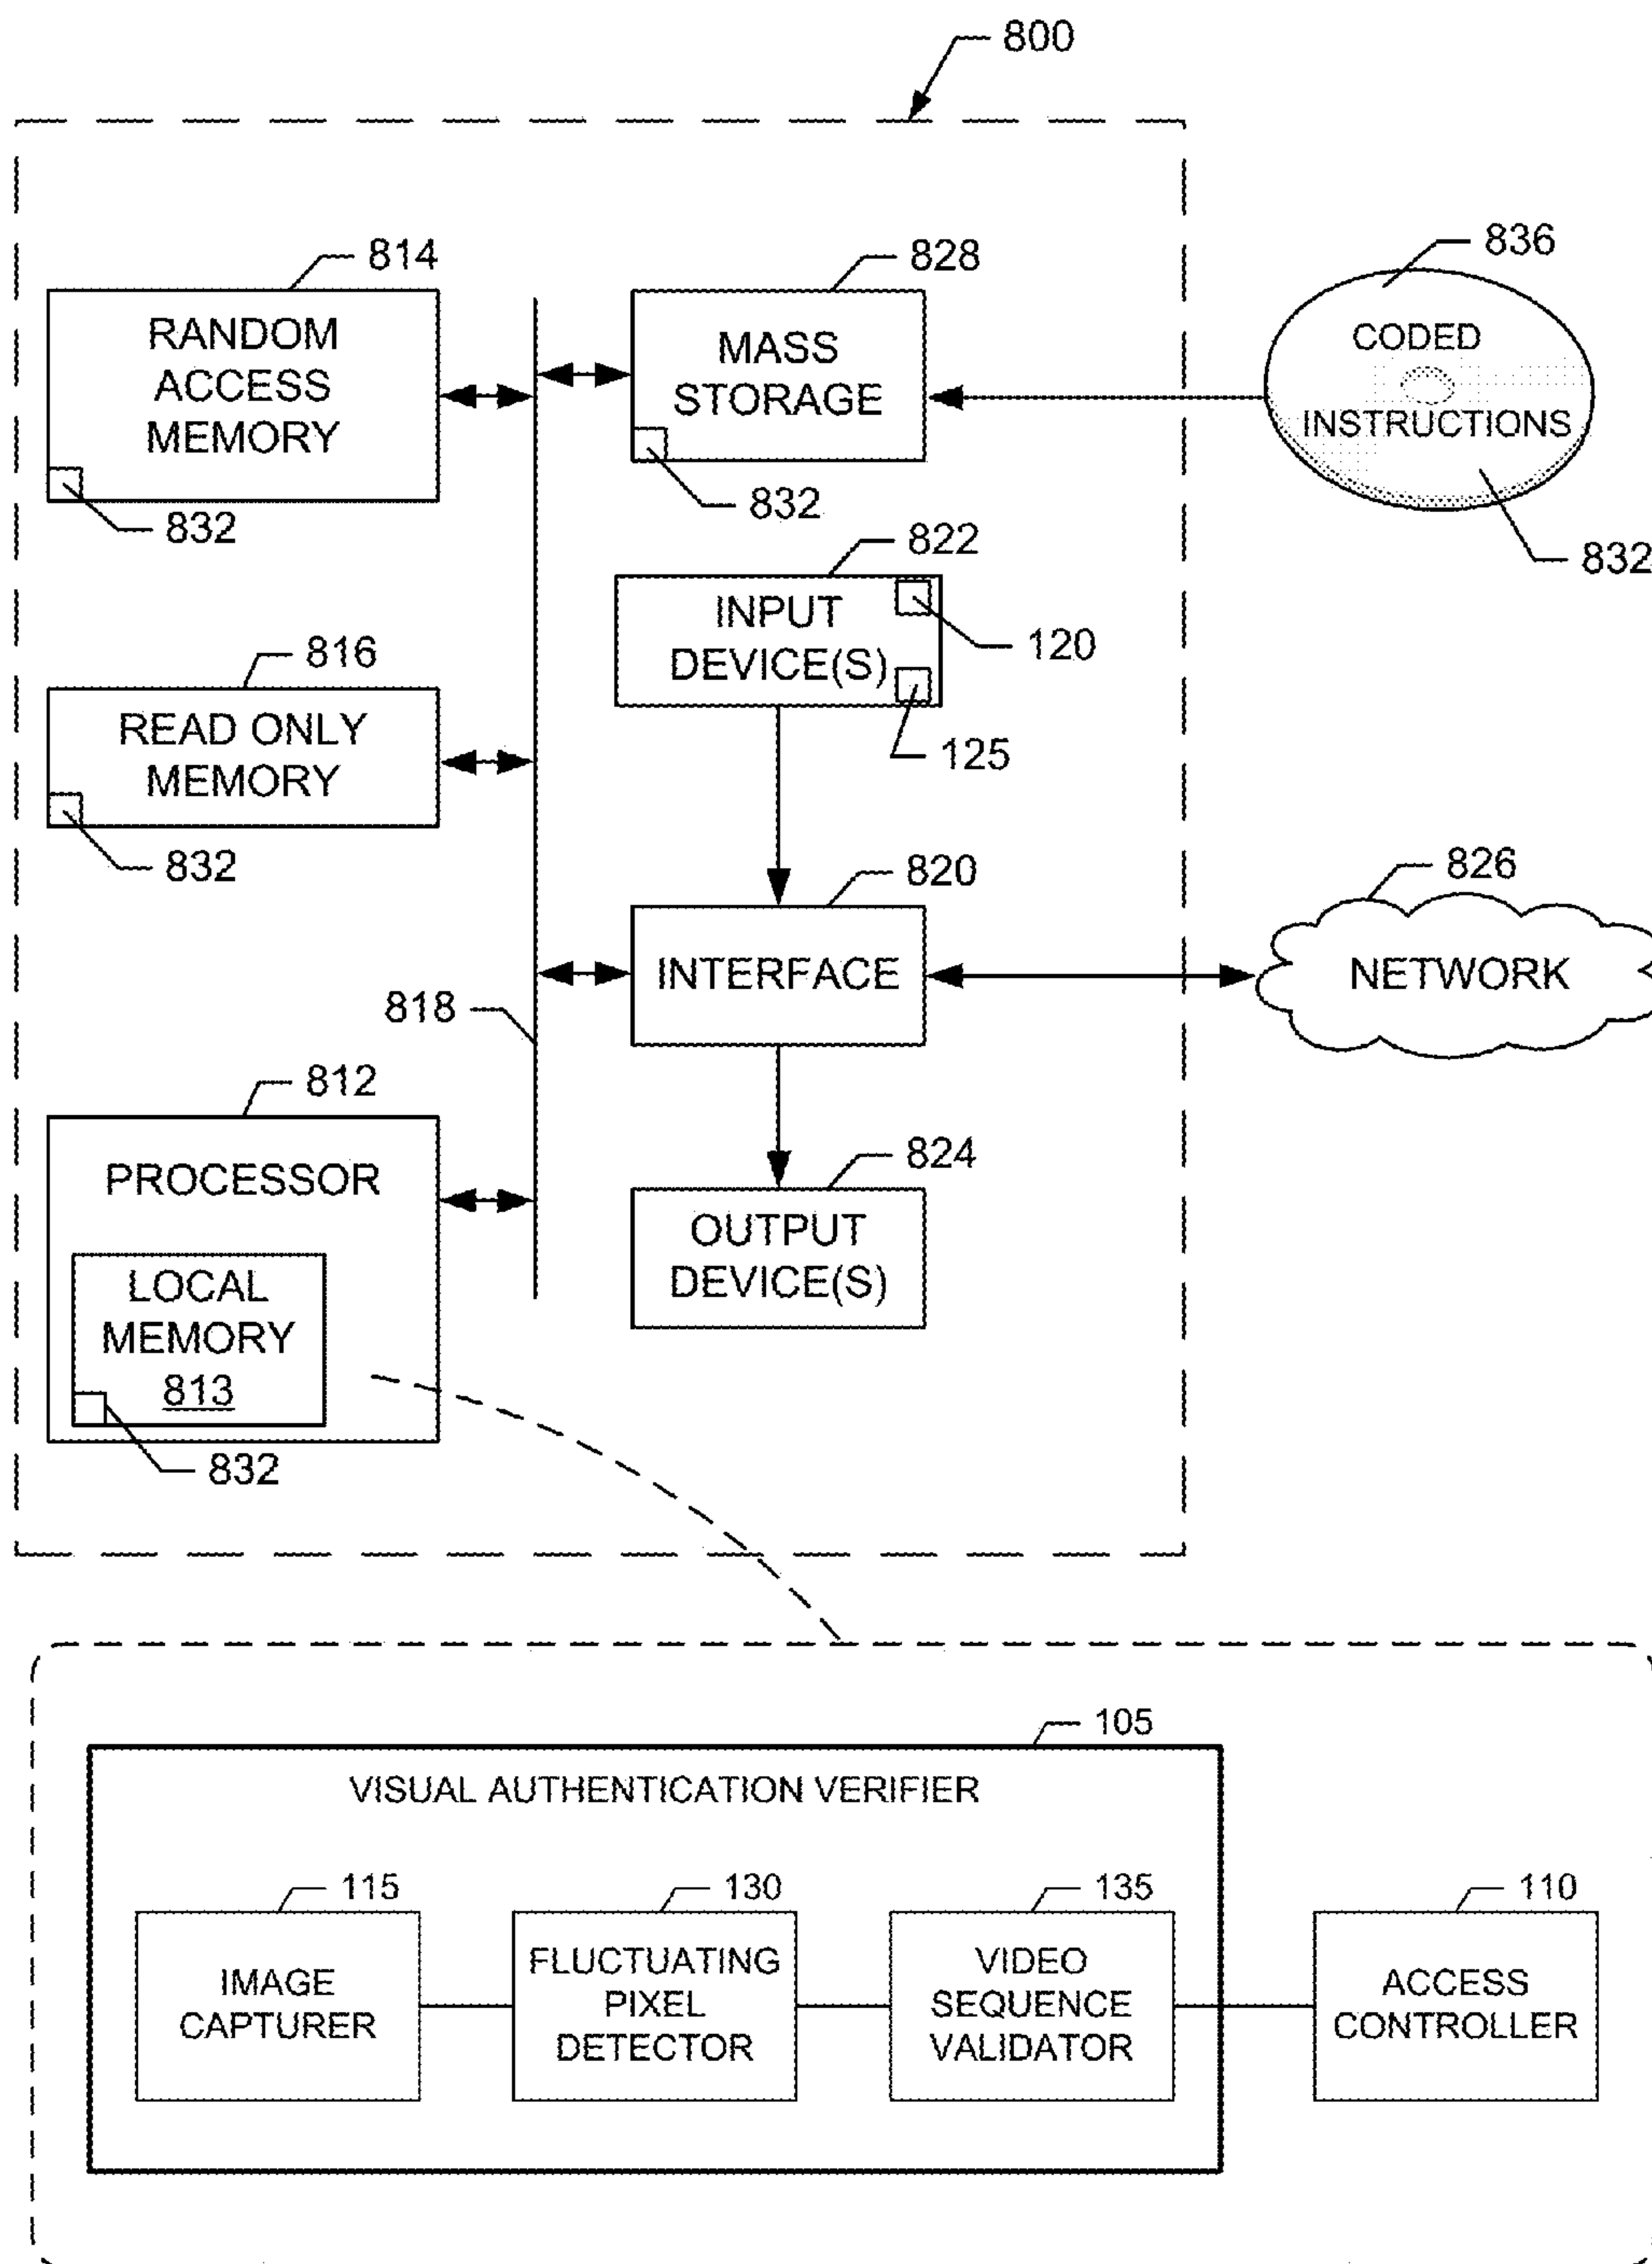 800
814
RANDOM
ACCESS
MEMORY
832
828
MASS
STORAGE
832
836
CODED
INSTRUCTIONS
832
822
INPUT
DEVICE(S)
120
125
816
READ ONLY
MEMORY
832
820
INTERFACE
818
826
NETWORK
812
PROCESSOR
LOCAL
MEMORY
813
832
824
OUTPUT
DEVICE(S)
105
VISUAL AUTHENTICATION VERIFIER
115
IMAGE
CAPTURER
130
FLUCTUATING
PIXEL
DETECTOR
135
VIDEO
SEQUENCE
VALIDATOR
110
ACCESS
CONTROLLER